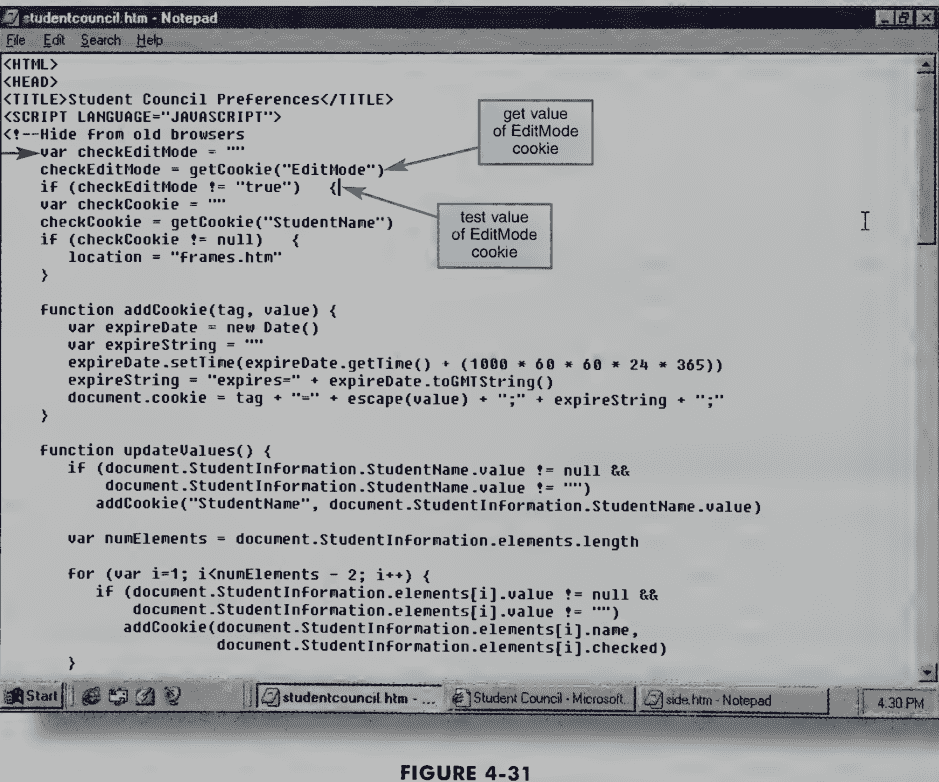 studentcouncil.htm - Notepad
File Edit Search Help
<HTML>
<HEAD>
<TITLE>Student Council Preferences</TITLE>
<SCRIPT LANGUAGE="JAVASCRIPT">
<!--Hide from old browsers
var checkEditMode = ""
checkEditMode = getCookie("EditMode")
if (checkEditMode != "true") {
var checkCookie = ""
checkCookie = getCookie("StudentName")
if (checkCookie != null) {
location = "frames.htm"
}
get value
of EditMode
cookie
test value
of EditMode
cookie
function addCookie(tag, value) {
var expireDate = new Date()
var expireString = ""
expireDate.setTime(expireDate.getTime() + (1000 * 60 * 60 * 24 * 365))
expireString = "expires=" + expireDate.toGMTString()
document.cookie = tag + "=" + escape(value) + ";" + expireString + ";"
}
function updateValues() {
if (document.StudentInformation.StudentName.value != null &&
document.StudentInformation.StudentName.value != "")
addCookie("StudentName", document.StudentInformation.StudentName.value)
var numElements = document.StudentInformation.elements.length
for (var i=1; i<numElements - 2; i++) {
if (document.StudentInformation.elements[i].value != null &&
document.StudentInformation.elements[i].value != "")
addCookie(document.StudentInformation.elements[i].name,
document.StudentInformation.elements[i].checked)
}
Start studentcouncil.htm - ... Student Council - Microsoft... side.htm - Notepad 4:30 PM
FIGURE 4-31